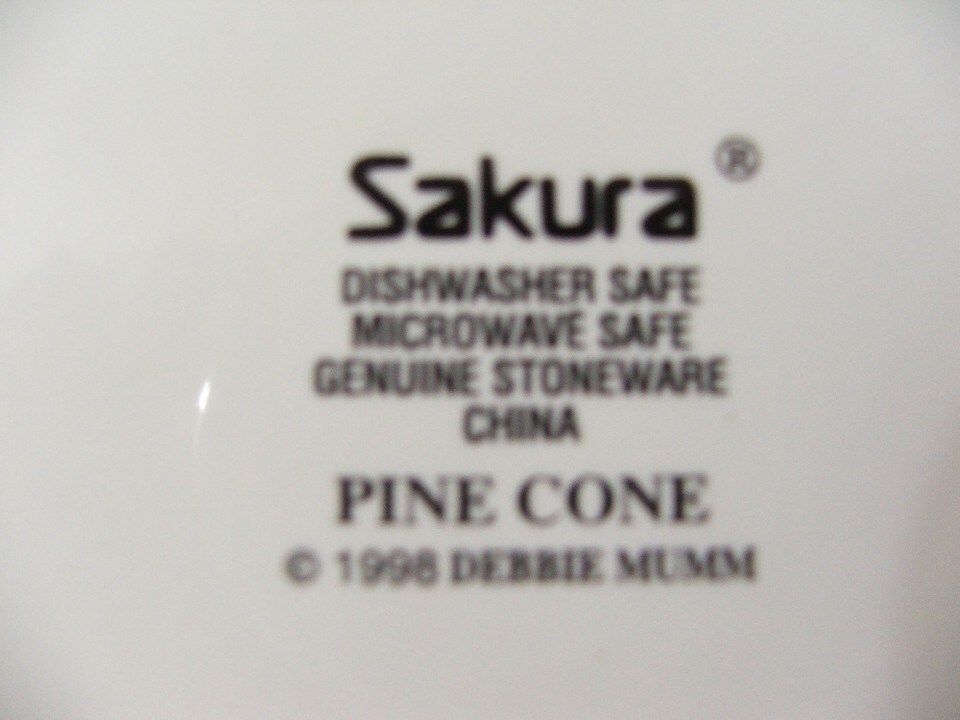 Sakura®
DISHWASHER SAFE
MICROWAVE SAFE
GENUINE STONEWARE
CHINA
PINE CONE
© 1998 DEBBIE MUMM